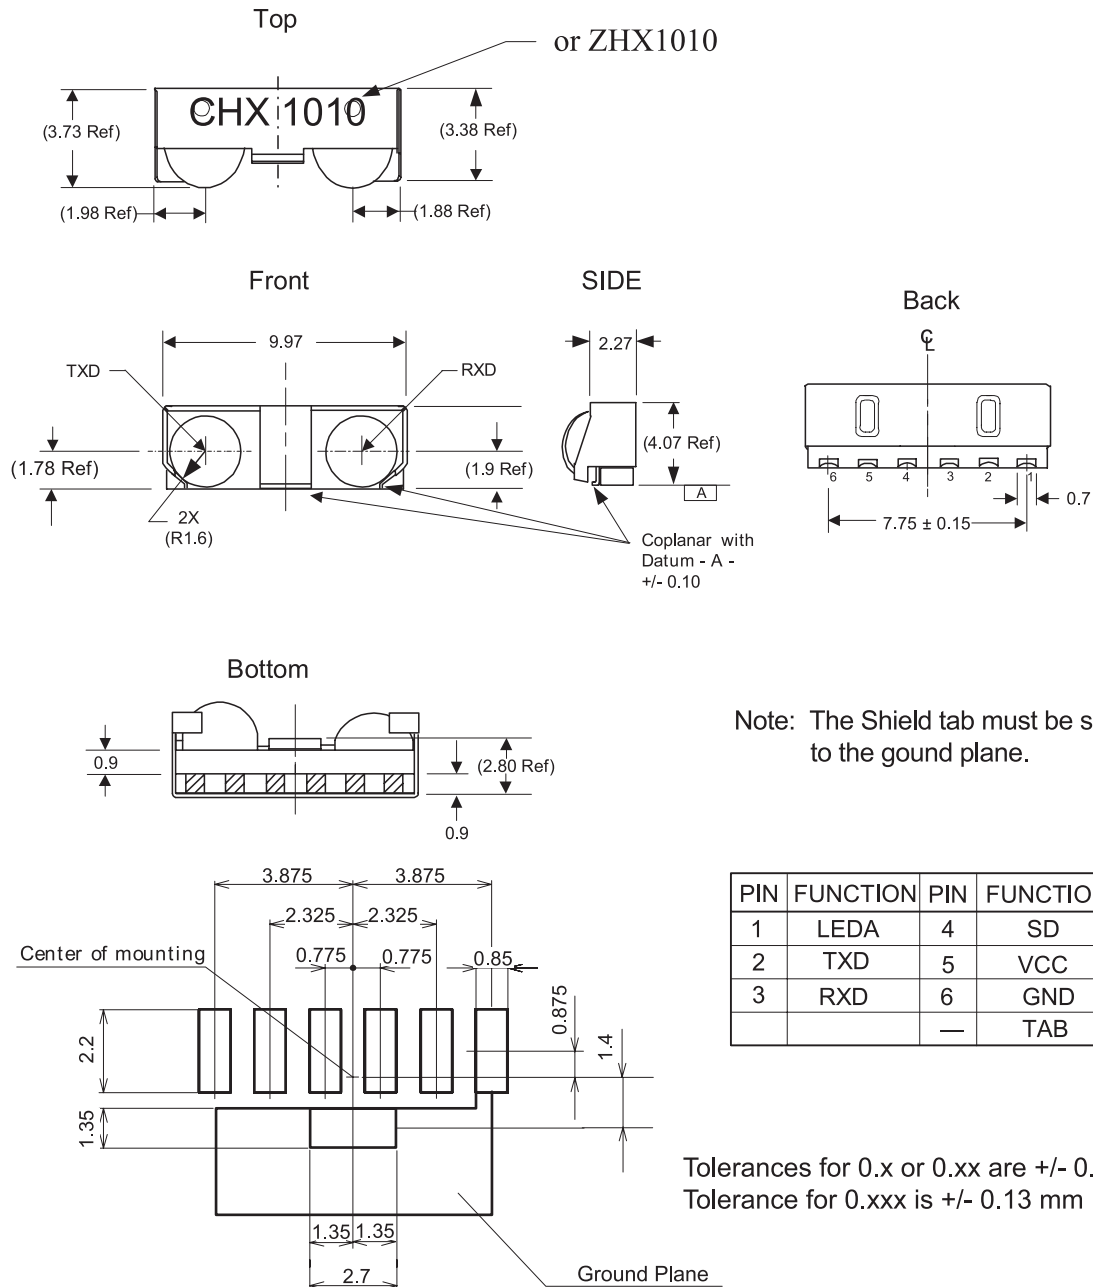 Top
or ZHX1010
CHX 1010
(3.73 Ref)
(3.38 Ref)
(1.98 Ref)
(1.88 Ref)
Front
SIDE
Back
9.97
2.27
TXD
RXD
(4.07 Ref)
(1.78 Ref)
(1.9 Ref)
A
6 5 4 3 2 1
0.7
7.75 ± 0.15
2X
(R1.6)
Coplanar with
Datum - A -
+/- 0.10
Bottom
0.9
(2.80 Ref)
0.9
Note: The Shield tab must be s
to the gound plane.
3.875 3.875
2.325 2.325
Center of mounting
0.775 0.775 0.85
0.875
2.2
1.4
1.35
1.35 1.35
2.7
Ground Plane
PIN FUNCTION PIN FUNCTIO
1 LEDA 4 SD
2 TXD 5 VCC
3 RXD 6 GND
— TAB
Tolerances for 0.x or 0.xx are +/- 0.
Tolerance for 0.xxx is +/- 0.13 mm